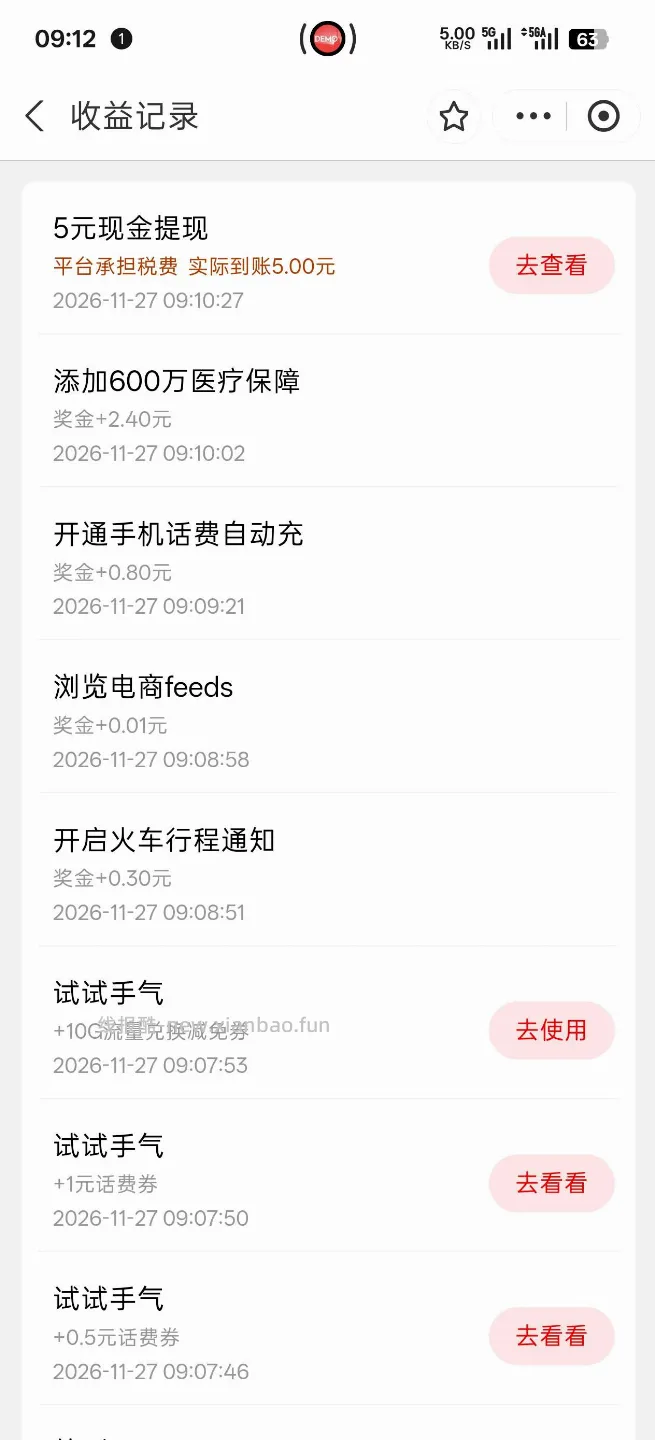 09:12 1
DEMO
5.00 KB/S 5G 5GA 63
收益记录
5元现金提现
平台承担税费 实际到账5.00元
去查看
2026-11-27 09:10:27
添加600万医疗保障
奖金+2.40元
2026-11-27 09:10:02
开通手机话费自动充
奖金+0.80元
2026-11-27 09:09:21
浏览电商feeds
奖金+0.01元
2026-11-27 09:08:58
开启火车行程通知
奖金+0.30元
2026-11-27 09:08:51
试试手气
+10G流量兑换减免券
线报酷-new.xianbao.fun
去使用
2026-11-27 09:07:53
试试手气
+1元话费券
去看看
2026-11-27 09:07:50
试试手气
+0.5元话费券
去看看
2026-11-27 09:07:46